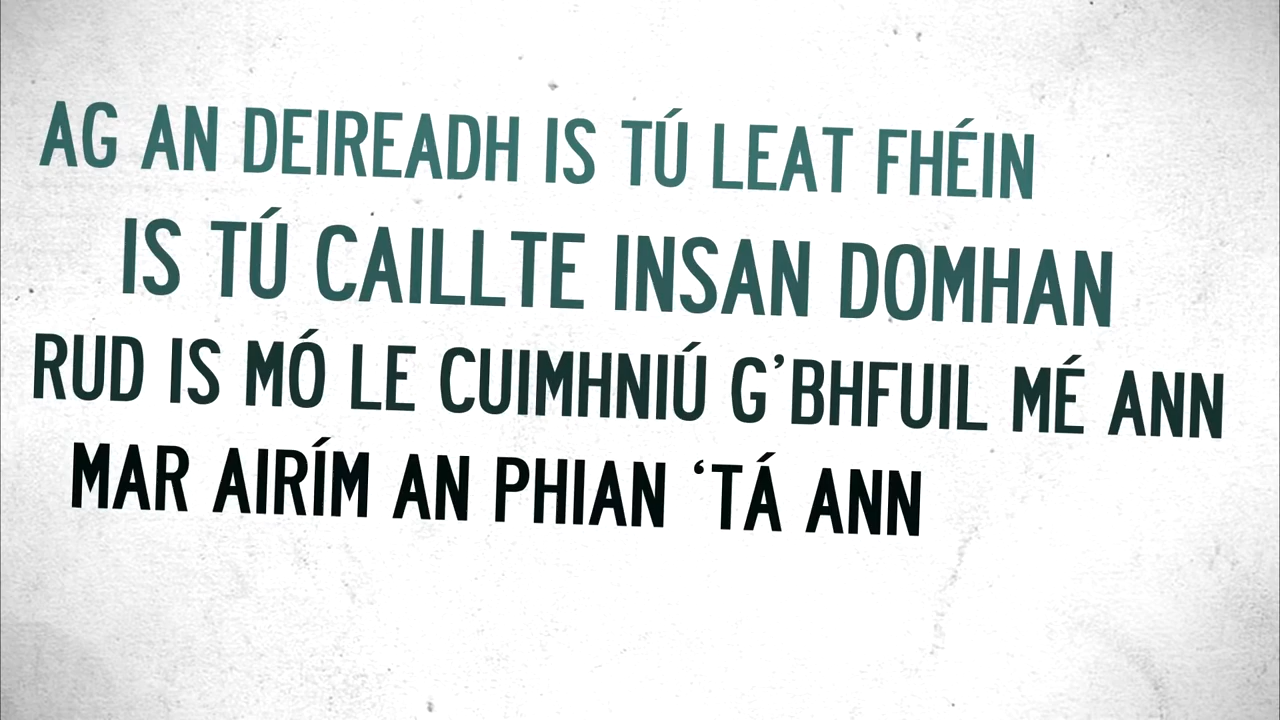 AG AN DEIREADH IS TÚ LEAT FHÉIN
IS TÚ CAILLTE INSAN DOMHAN
RUD IS MÓ LE CUIMHNIÚ G’BHFUIL MÉ ANN
MAR AIRÍM AN PHIAN ‘TÁ ANN